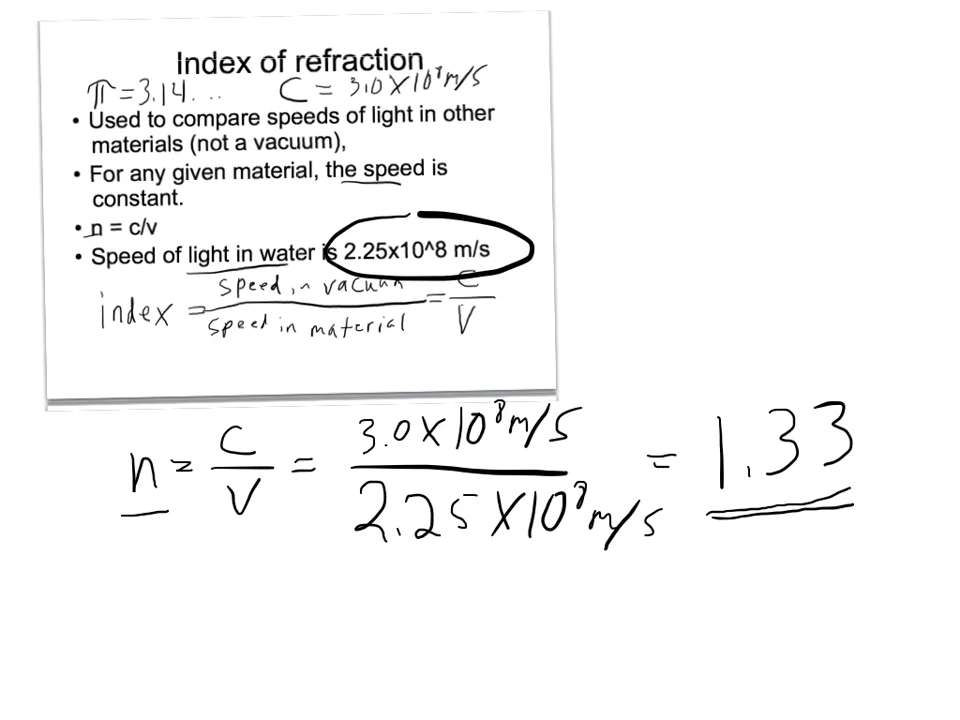 Index of refraction
π = 3.14... C = 3.0 X 10⁸ m/s
• Used to compare speeds of light in other
materials (not a vacuum),
• For any given material, the speed is
constant.
• n = c/v
• Speed of light in water is 2.25x10^8 m/s
index = speed in vacuum / speed in material = C / V
n = C / V = 3.0 X 10⁸ m/s / 2.25 X 10⁸ m/s = 1.33